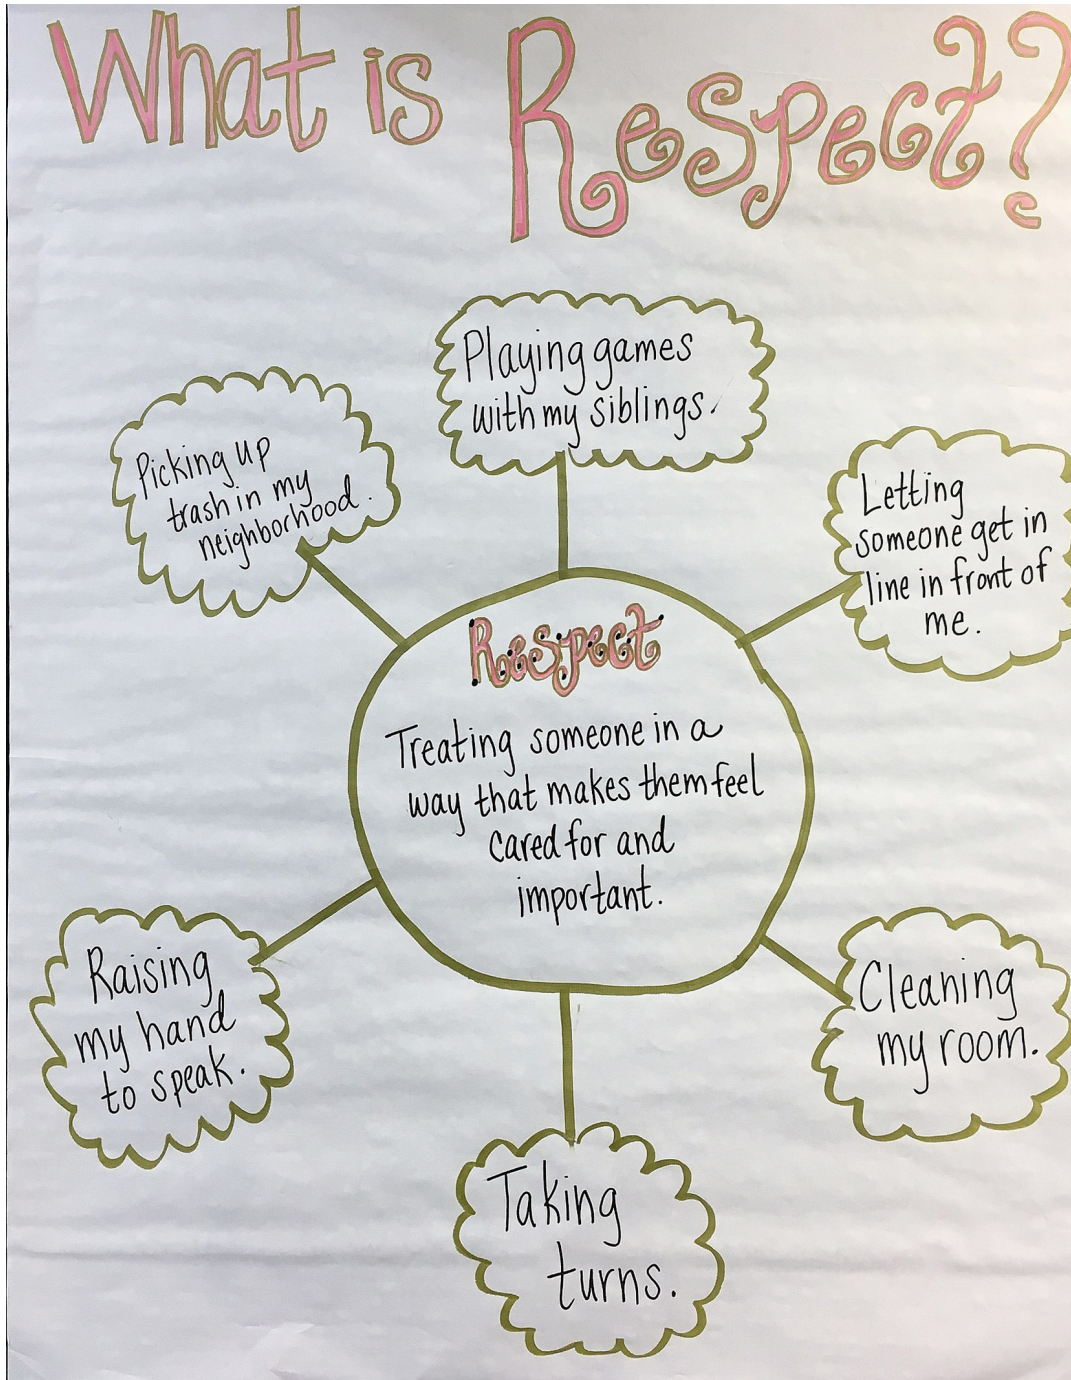 What is Respect?
Playing games
with my siblings.
Picking up
trash in my
neighborhood.
Letting
someone get in
line in front of
me.
Respect
Treating someone in a
way that makes them feel
cared for and
important.
Raising
my hand
to speak.
Cleaning
my room.
Taking
turns.